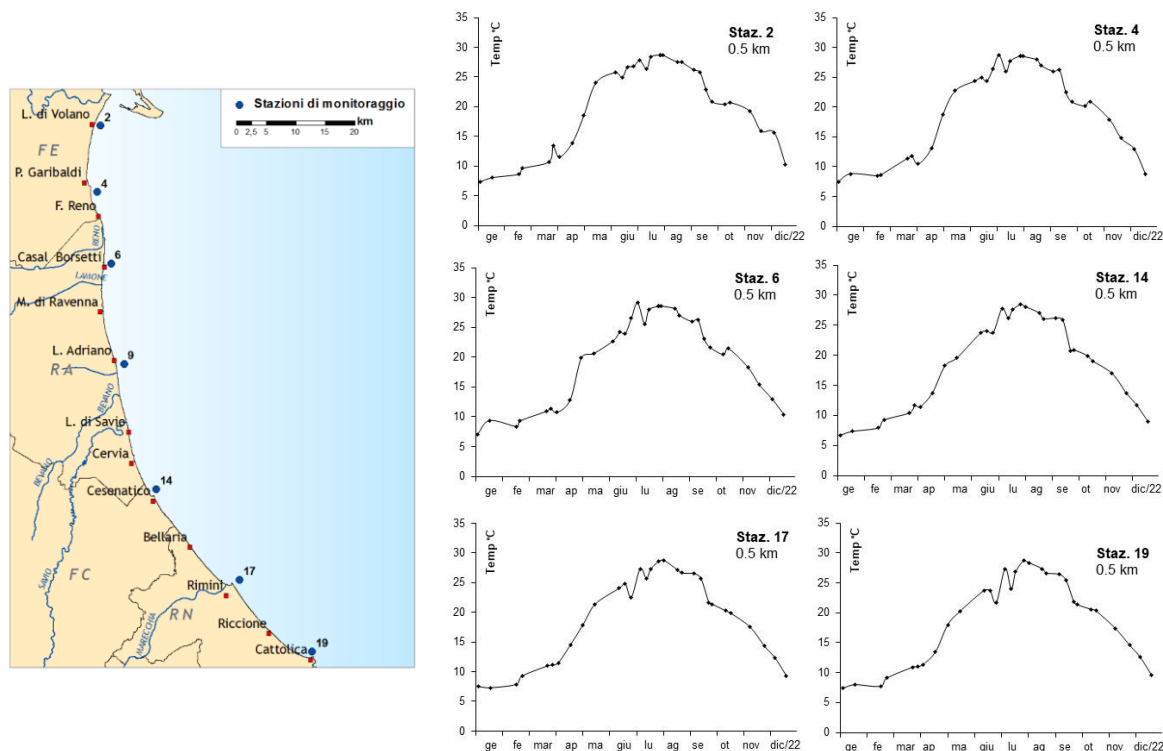 Stazioni di monitoraggio
km
0 2,5 5 10 15 20
L. di Volano
2
FE
P. Garibaldi
4
F. Reno
RENO
Casal Borsetti
6
LAMONE
M. di Ravenna
L. Adriano
9
RA
BEVANO
L. di Savio
BEVANO
Cervia
14
Cesenatico
Bellaria
SAVIO
FC
17
Rimini
RN
MARECCHIA
Riccione
19
Cattolica
Staz. 2
0.5 km
Temp °C
35
30
25
20
15
10
5
0
ge fe mar ap ma giu lu ag se ot nov dic/22
Staz. 4
0.5 km
Temp °C
35
30
25
20
15
10
5
0
ge fe mar ap ma giu lu ag se ot nov dic/22
Staz. 6
0.5 km
Temp °C
35
30
25
20
15
10
5
0
ge fe mar ap ma giu lu ag se ot nov dic/22
Staz. 14
0.5 km
Temp °C
35
30
25
20
15
10
5
0
ge fe mar ap ma giu lu ag se ot nov dic/22
Staz. 17
0.5 km
Temp °C
35
30
25
20
15
10
5
0
ge fe mar ap ma giu lu ag se ot nov dic/22
Staz. 19
0.5 km
Temp °C
35
30
25
20
15
10
5
0
ge fe mar ap ma giu lu ag se ot nov dic/22